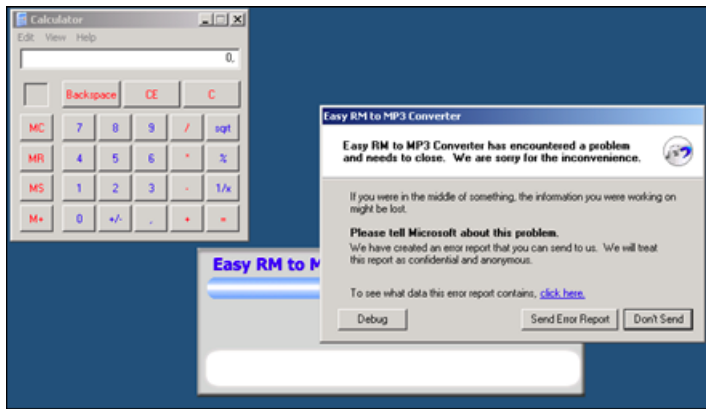 Calculator
Edit View Help
0.
Backspace CE C
MC 7 8 9 / sqrt
MR 4 5 6 * %
MS 1 2 3 - 1/x
M+ 0 +/- . + =
Easy RM to MP3 Converter
Easy RM to MP3 Converter has encountered a problem
and needs to close. We are sorry for the inconvenience.
If you were in the middle of something, the information you were working on
might be lost.
Please tell Microsoft about this problem.
We have created an error report that you can send to us. We will treat
this report as confidential and anonymous.
To see what data this error report contains, click here.
Debug Send Error Report Don't Send
Easy RM to M